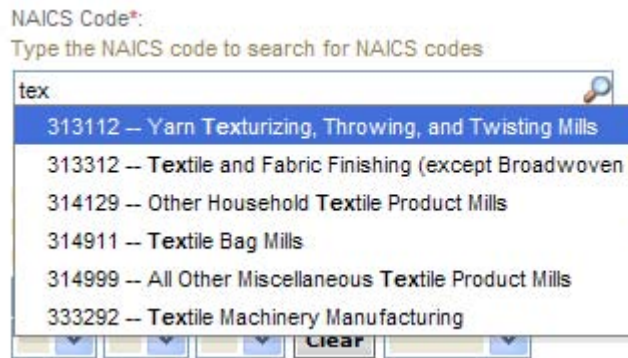 NAICS Code*:
Type the NAICS code to search for NAICS codes
tex
313112 -- Yarn Texturizing, Throwing, and Twisting Mills
313312 -- Textile and Fabric Finishing (except Broadwoven
314129 -- Other Household Textile Product Mills
314911 -- Textile Bag Mills
314999 -- All Other Miscellaneous Textile Product Mills
333292 -- Textile Machinery Manufacturing
Clear